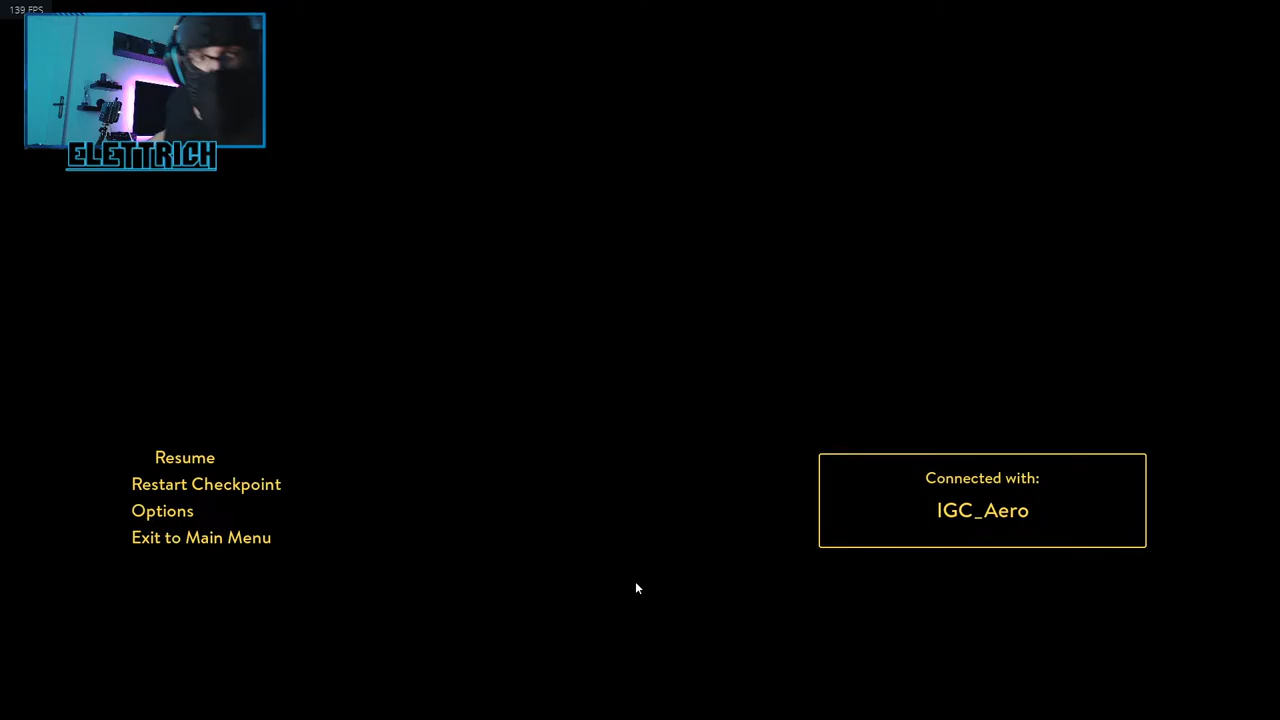 139 FPS
ELETTRICH
Resume
Restart Checkpoint
Options
Exit to Main Menu
Connected with:
IGC_Aero